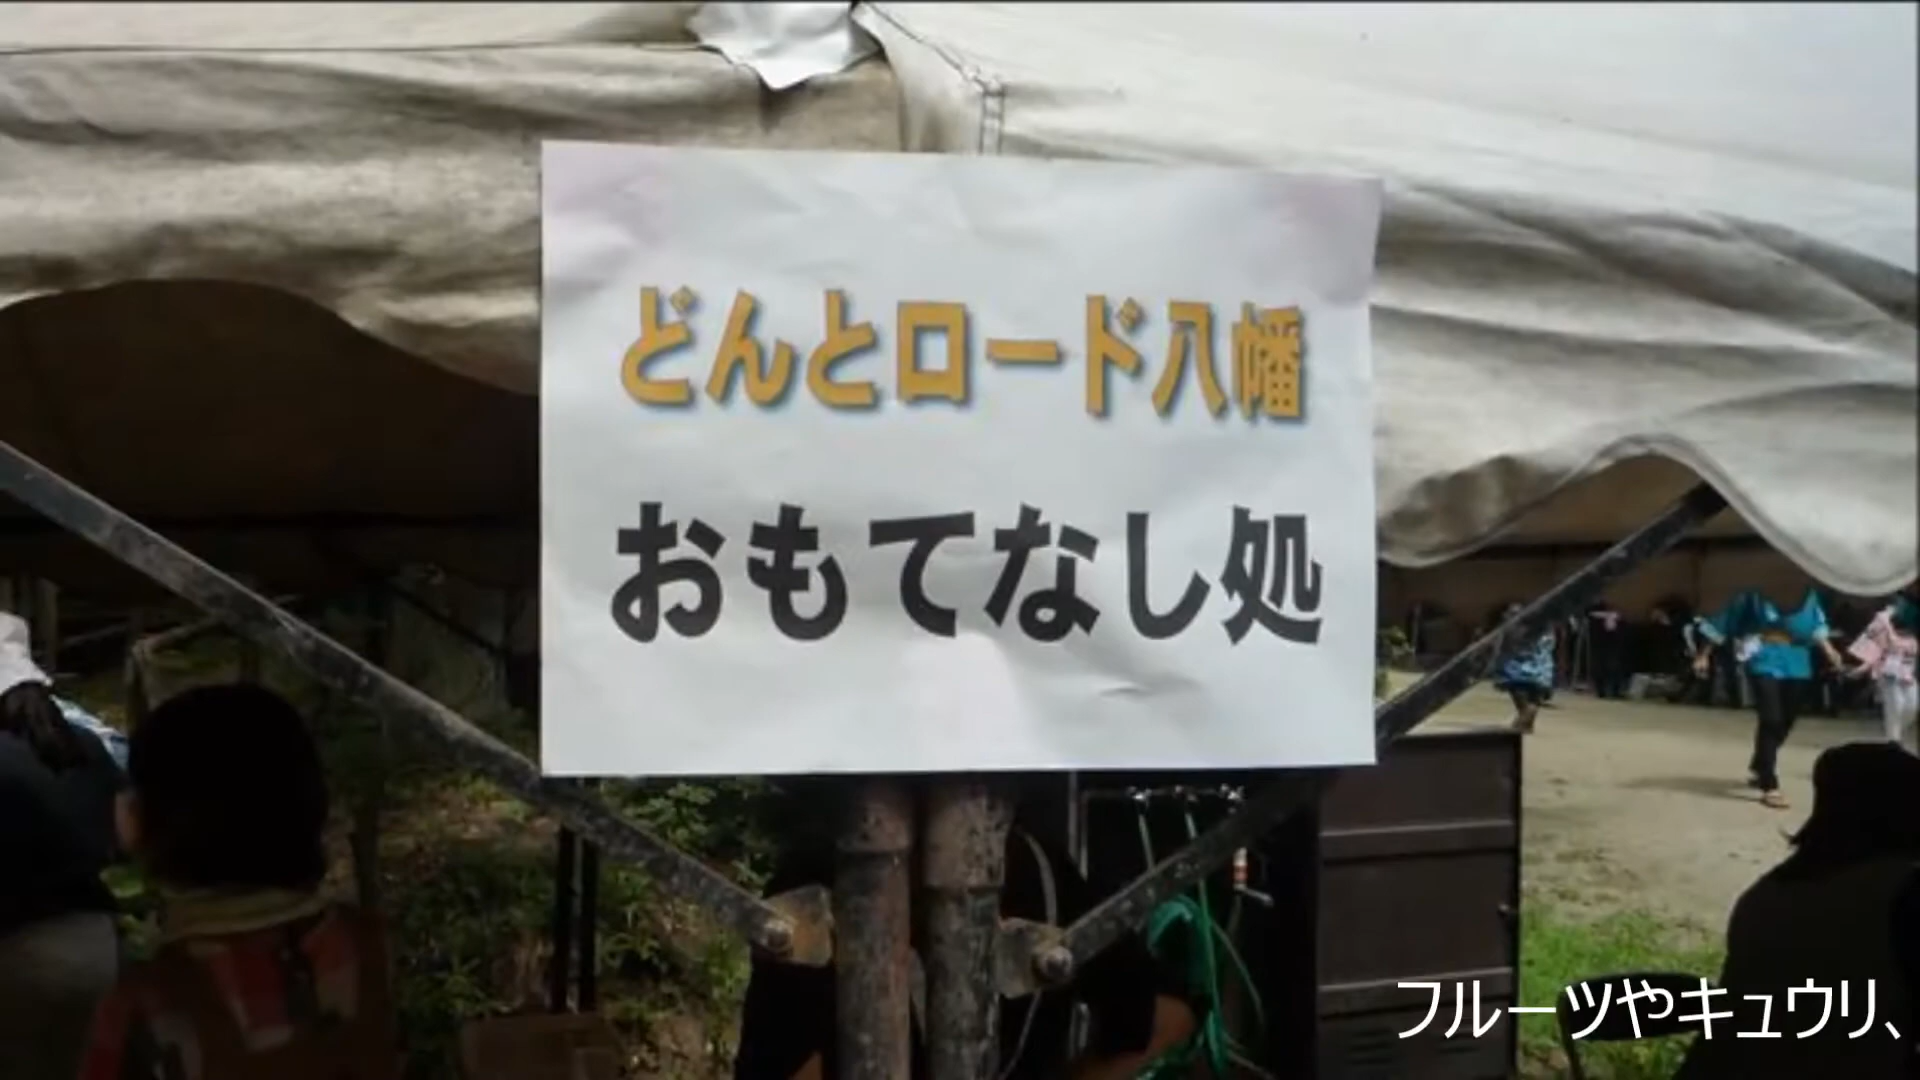 どんとロード八幡
おもてなし処
フルーツやキュウリ、